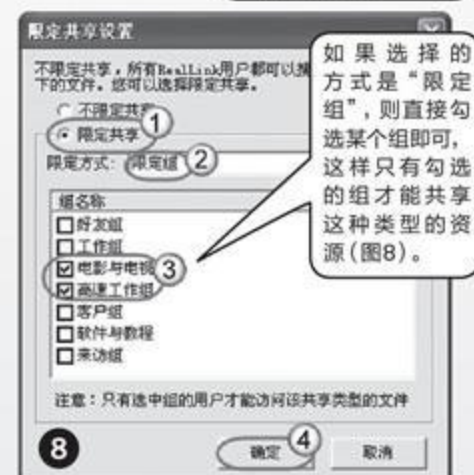 限定共享设置
不限定共享，所有RealLink用户都可以
下的文件。您可以选择限定共享。
不限定共
限定共享 1
限定方式： 限定组 2
组名称
好友组
工作组
电影与电视 3
高速工作组
客户组
软件与教程
来访组
注意：只有选中组的用户才能访问该共享类型的文件
8
确定 4
取消
如果选择的
方式是“限定
组”，则直接勾
选某个组即可，
这样只有勾选
的组才能共享
这种类型的资
源（图8）。